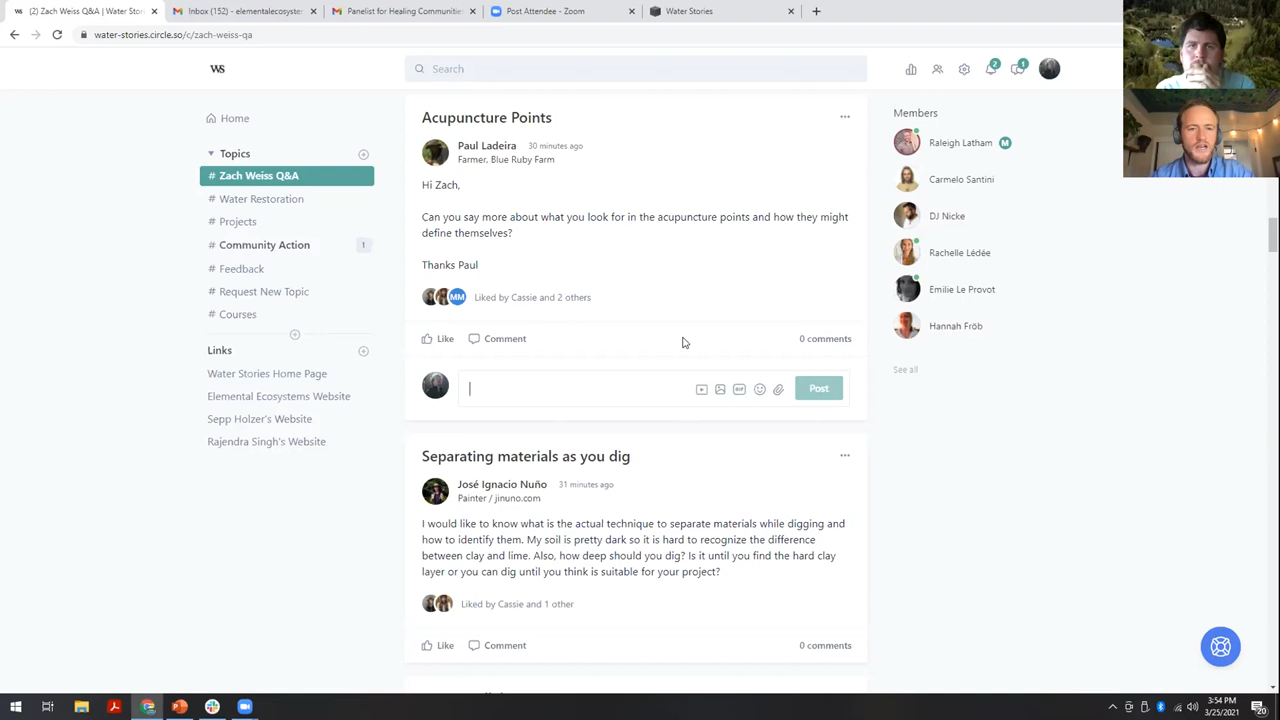 (2) Zach Weiss Q&A | Water Stori
Inbox (152) - elementalecosystem
Panelist for Healing Communities
Post Attendee - Zoom
Water Stories
water-stories.circle.so/c/zach-weiss-qa
WS
Search
2
1
Home
Topics
# Zach Weiss Q&A
# Water Restoration
# Projects
# Community Action 1
# Feedback
# Request New Topic
# Courses
Links
Water Stories Home Page
Elemental Ecosystems Website
Sepp Holzer's Website
Rajendra Singh's Website
Acupuncture Points
Paul Ladeira 30 minutes ago
Farmer, Blue Ruby Farm
Hi Zach,
Can you say more about what you look for in the acupuncture points and how they might
define themselves?
Thanks Paul
MM Liked by Cassie and 2 others
Like Comment 0 comments
GIF Post
Separating materials as you dig
José Ignacio Nuño 31 minutes ago
Painter / jinuno.com
I would like to know what is the actual technique to separate materials while digging and
how to identify them. My soil is pretty dark so it is hard to recognize the difference
between clay and lime. Also, how deep should you dig? Is it until you find the hard clay
layer or you can dig until you think is suitable for your project?
Liked by Cassie and 1 other
Like Comment 0 comments
Members
Raleigh Latham M
Carmelo Santini
DJ Nicke
Rachelle Lédée
Emilie Le Provot
Hannah Fröb
See all
3:54 PM
3/25/2021
20